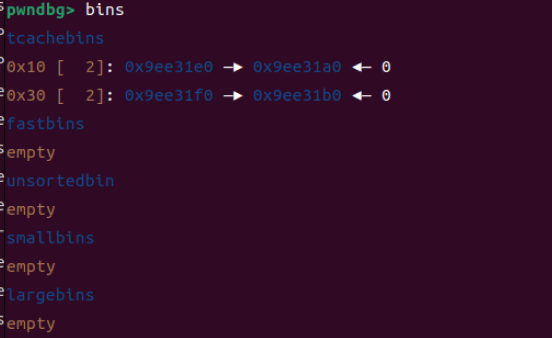 pwndbg> bins
tcachebins
0x10 [  2]: 0x9ee31e0 —▸ 0x9ee31a0 ◂— 0
0x30 [  2]: 0x9ee31f0 —▸ 0x9ee31b0 ◂— 0
fastbins
empty
unsortedbin
empty
smallbins
empty
largebins
empty